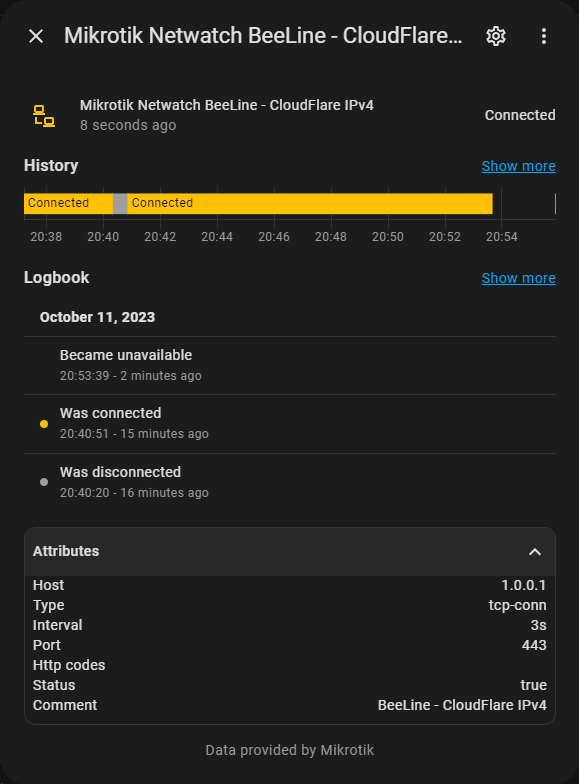 Mikrotik Netwatch BeeLine - CloudFlare...
Mikrotik Netwatch BeeLine - CloudFlare IPv4
8 seconds ago
Connected
History
Show more
Connected Connected
20:38 20:40 20:42 20:44 20:46 20:48 20:50 20:52 20:54
Logbook
Show more
October 11, 2023
Became unavailable
20:53:39 - 2 minutes ago
Was connected
20:40:51 - 15 minutes ago
Was disconnected
20:40:20 - 16 minutes ago
Attributes
Host 1.0.0.1
Type tcp-conn
Interval 3s
Port 443
Http codes
Status true
Comment BeeLine - CloudFlare IPv4
Data provided by Mikrotik